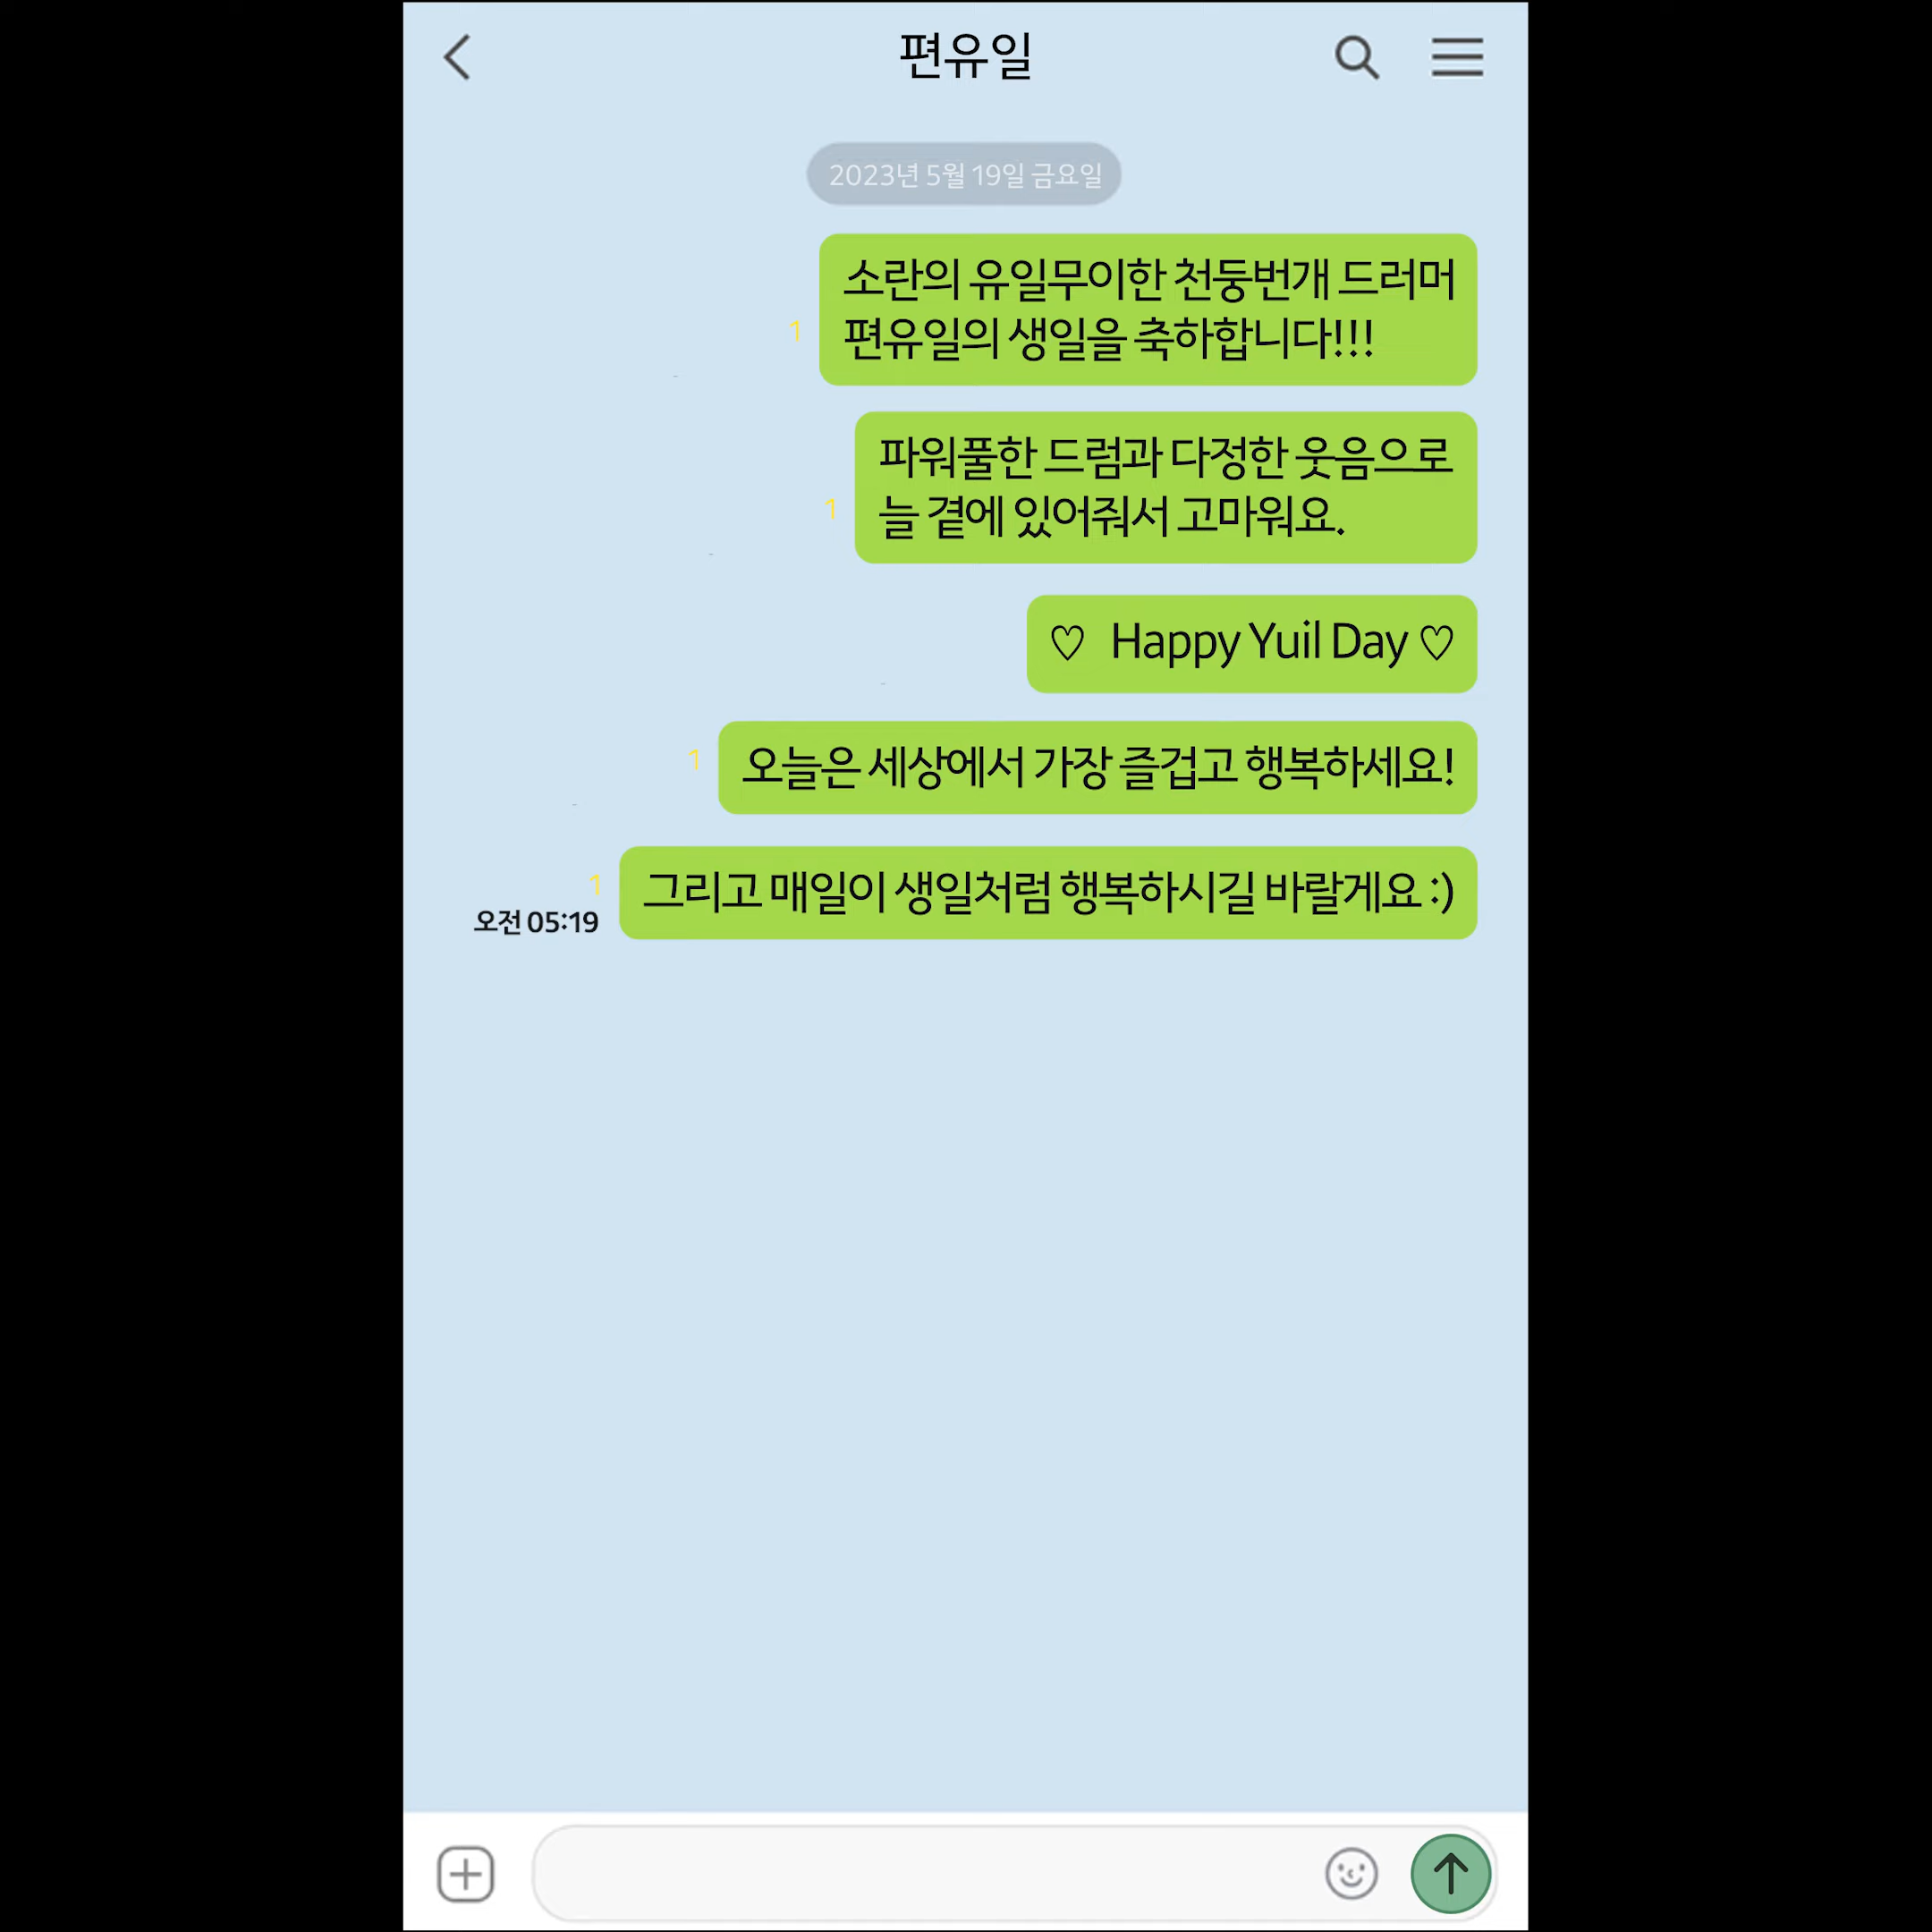 편유일
2023년 5월 19일 금요일
소란의 유일무이한 천둥번개 드러머
편유일의 생일을 축하합니다!!!
1
파워풀한 드럼과 다정한 웃음으로
늘 곁에 있어줘서 고마워요.
1
♡ Happy Yuil Day ♡
오늘은 세상에서 가장 즐겁고 행복하세요!
1
그리고 매일이 생일처럼 행복하시길 바랄게요 :)
1
오전 05:19